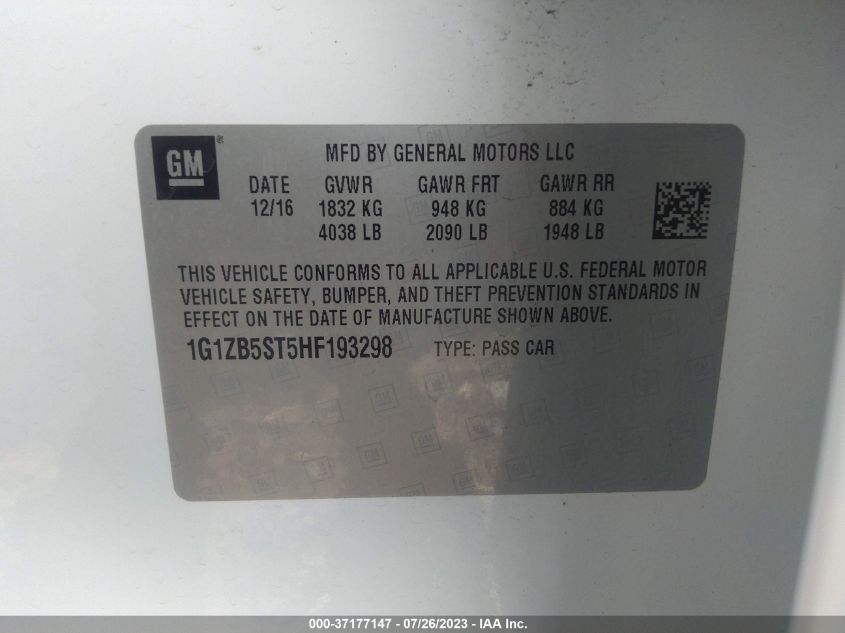 GM ®
MFD BY GENERAL MOTORS LLC
DATE GVWR GAWR FRT GAWR RR
12/16 1832 KG 948 KG 884 KG
4038 LB 2090 LB 1948 LB
THIS VEHICLE CONFORMS TO ALL APPLICABLE U.S. FEDERAL MOTOR
VEHICLE SAFETY, BUMPER, AND THEFT PREVENTION STANDARDS IN
EFFECT ON THE DATE OF MANUFACTURE SHOWN ABOVE.
1G1ZB5ST5HF193298 TYPE: PASS CAR
000-37177147 - 07/26/2023 - IAA Inc.